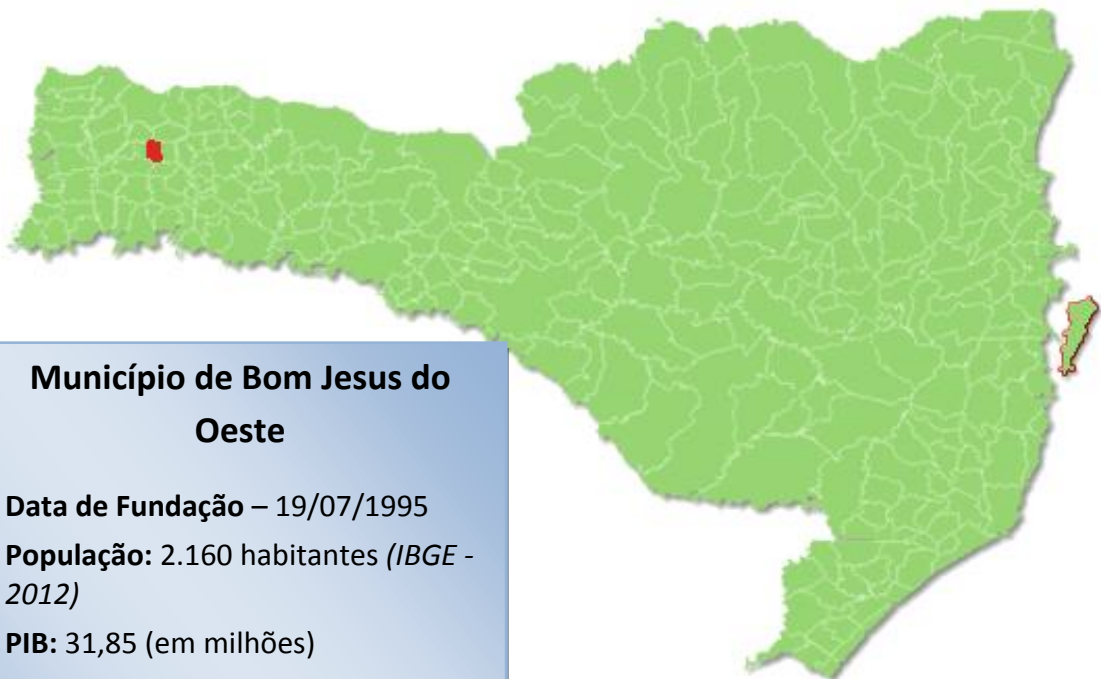 Município de Bom Jesus do
Oeste
Data de Fundação – 19/07/1995
População: 2.160 habitantes (IBGE -
2012)
PIB: 31,85 (em milhões)